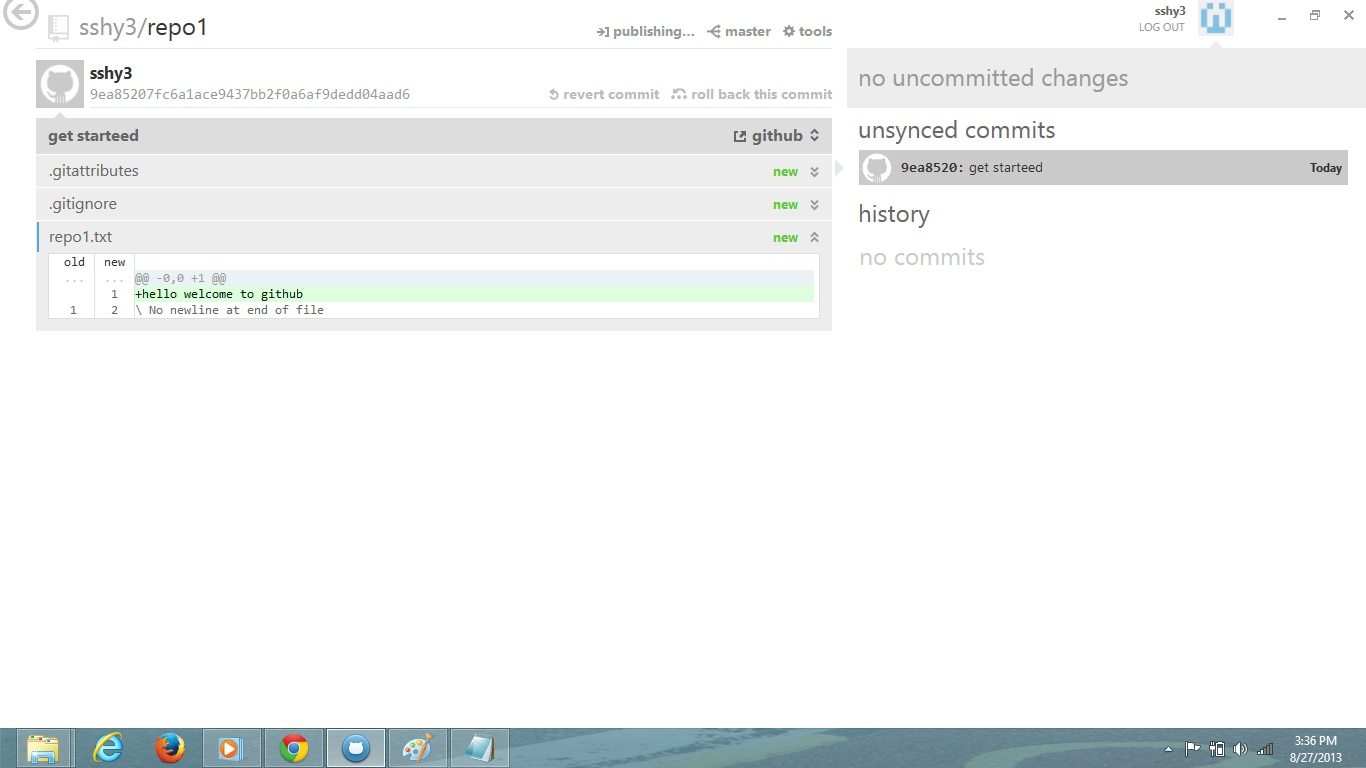 sshy3/repo1
publishing... master tools
sshy3
LOG OUT
sshy3
9ea85207fc6a1ace9437bb2f0a6af9dedd04aad6
revert commit roll back this commit
get starteed
github
.gitattributes
new
.gitignore
new
repo1.txt
new
old new
... ... @@ -0,0 +1 @@
1 +hello welcome to github
1 2 \ No newline at end of file
no uncommitted changes
unsynced commits
9ea8520: get starteed Today
history
no commits
3:36 PM
8/27/2013